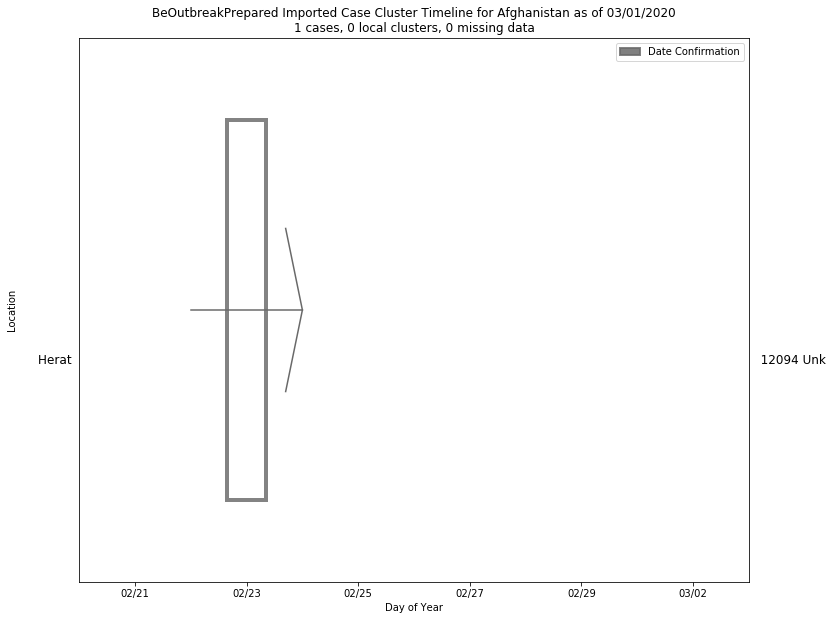 BeOutbreakPrepared Imported Case Cluster Timeline for Afghanistan as of 03/01/2020
1 cases, 0 local clusters, 0 missing data
Date Confirmation
Location
Herat
12094 Unk
02/21 02/23 02/25 02/27 02/29 03/02
Day of Year